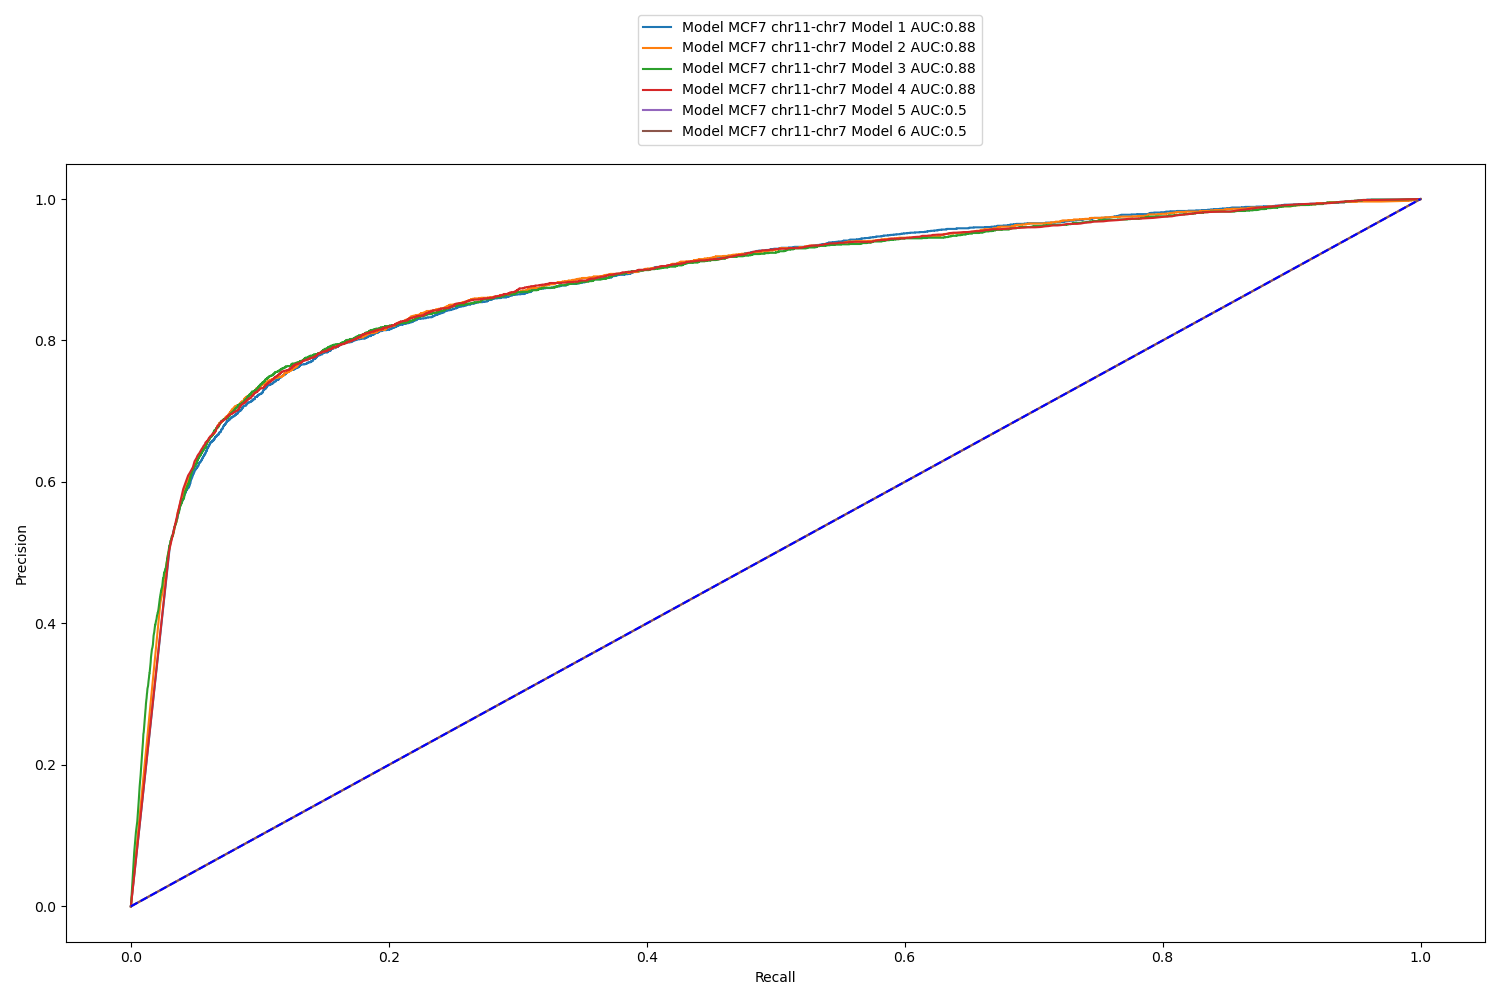 Model MCF7 chr11-chr7 Model 1 AUC:0.88
Model MCF7 chr11-chr7 Model 2 AUC:0.88
Model MCF7 chr11-chr7 Model 3 AUC:0.88
Model MCF7 chr11-chr7 Model 4 AUC:0.88
Model MCF7 chr11-chr7 Model 5 AUC:0.5
Model MCF7 chr11-chr7 Model 6 AUC:0.5
1.0
0.8
0.6
0.4
0.2
0.0
Precision
0.0 0.2 0.4 0.6 0.8 1.0
Recall